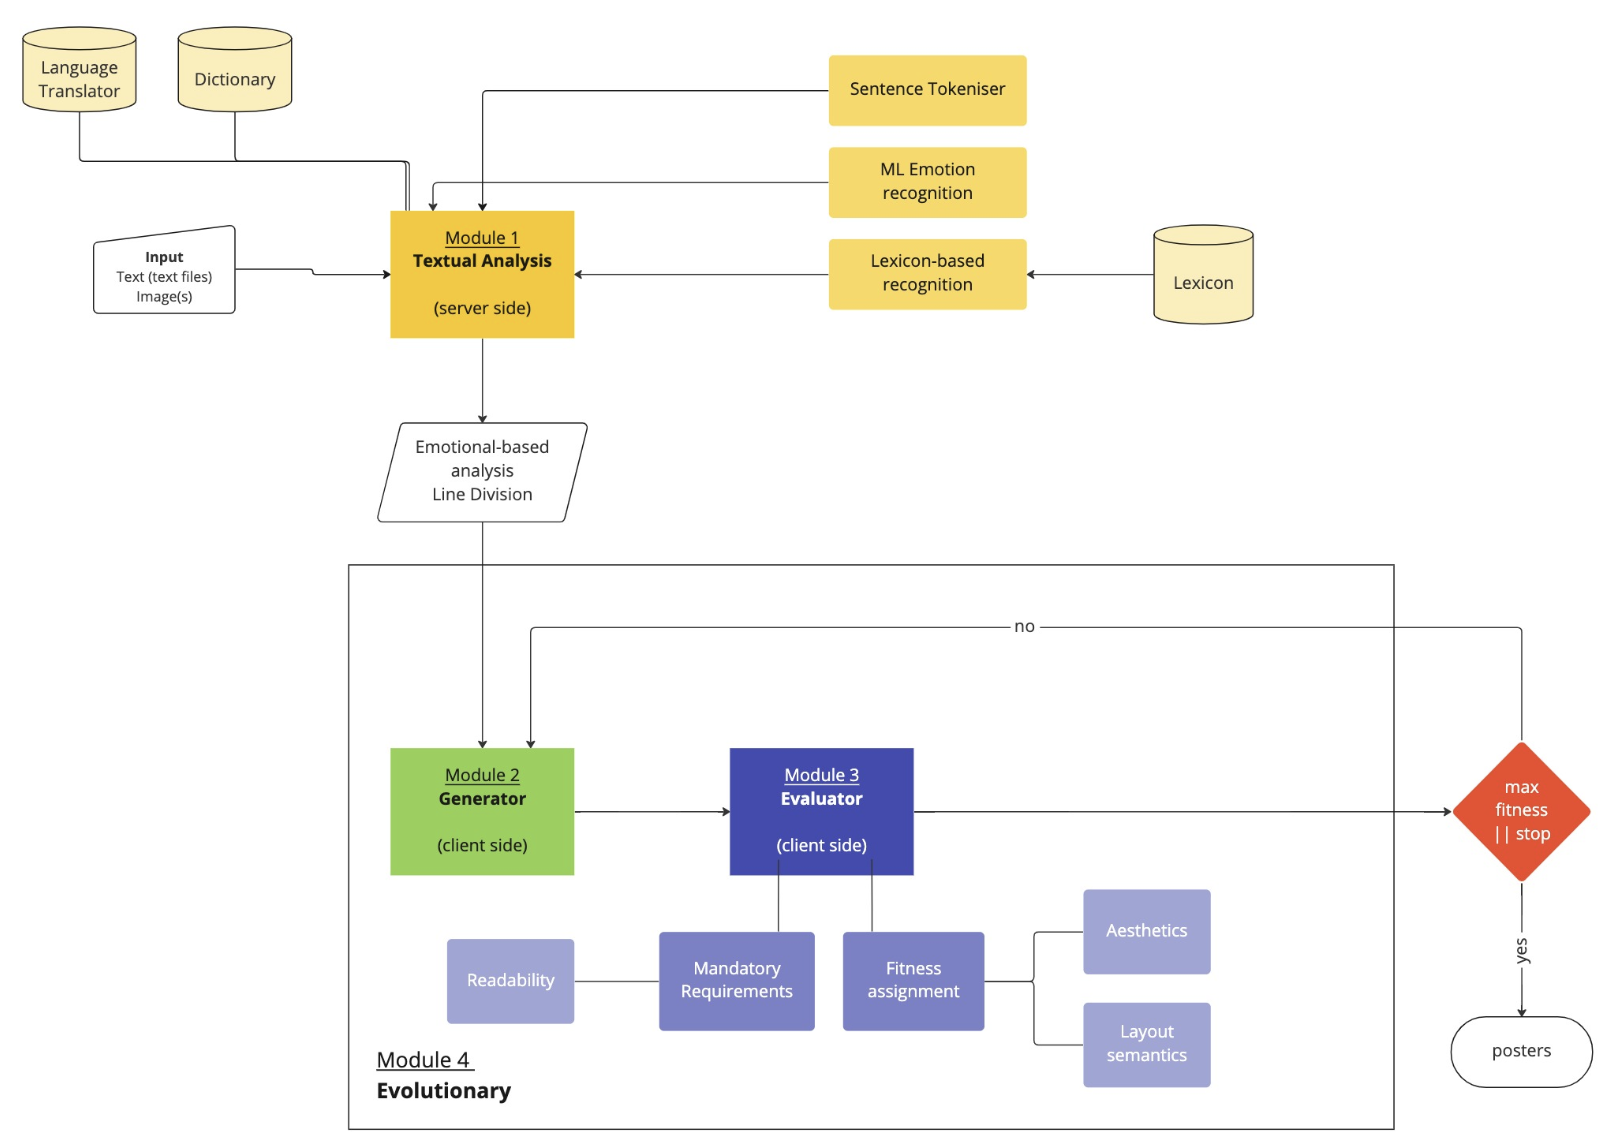 Language
Translator
Dictionary
Sentence Tokeniser
ML Emotion
recognition
Input
Text (text files)
Image(s)
Module 1
Textual Analysis
(server side)
Lexicon-based
recognition
Lexicon
Emotional-based
analysis
Line Division
no
Module 2
Generator
(client side)
Module 3
Evaluator
(client side)
max
fitness
|| stop
Readability
Mandatory
Requirements
Fitness
assignment
Aesthetics
Layout
semantics
yes
posters
Module 4
Evolutionary